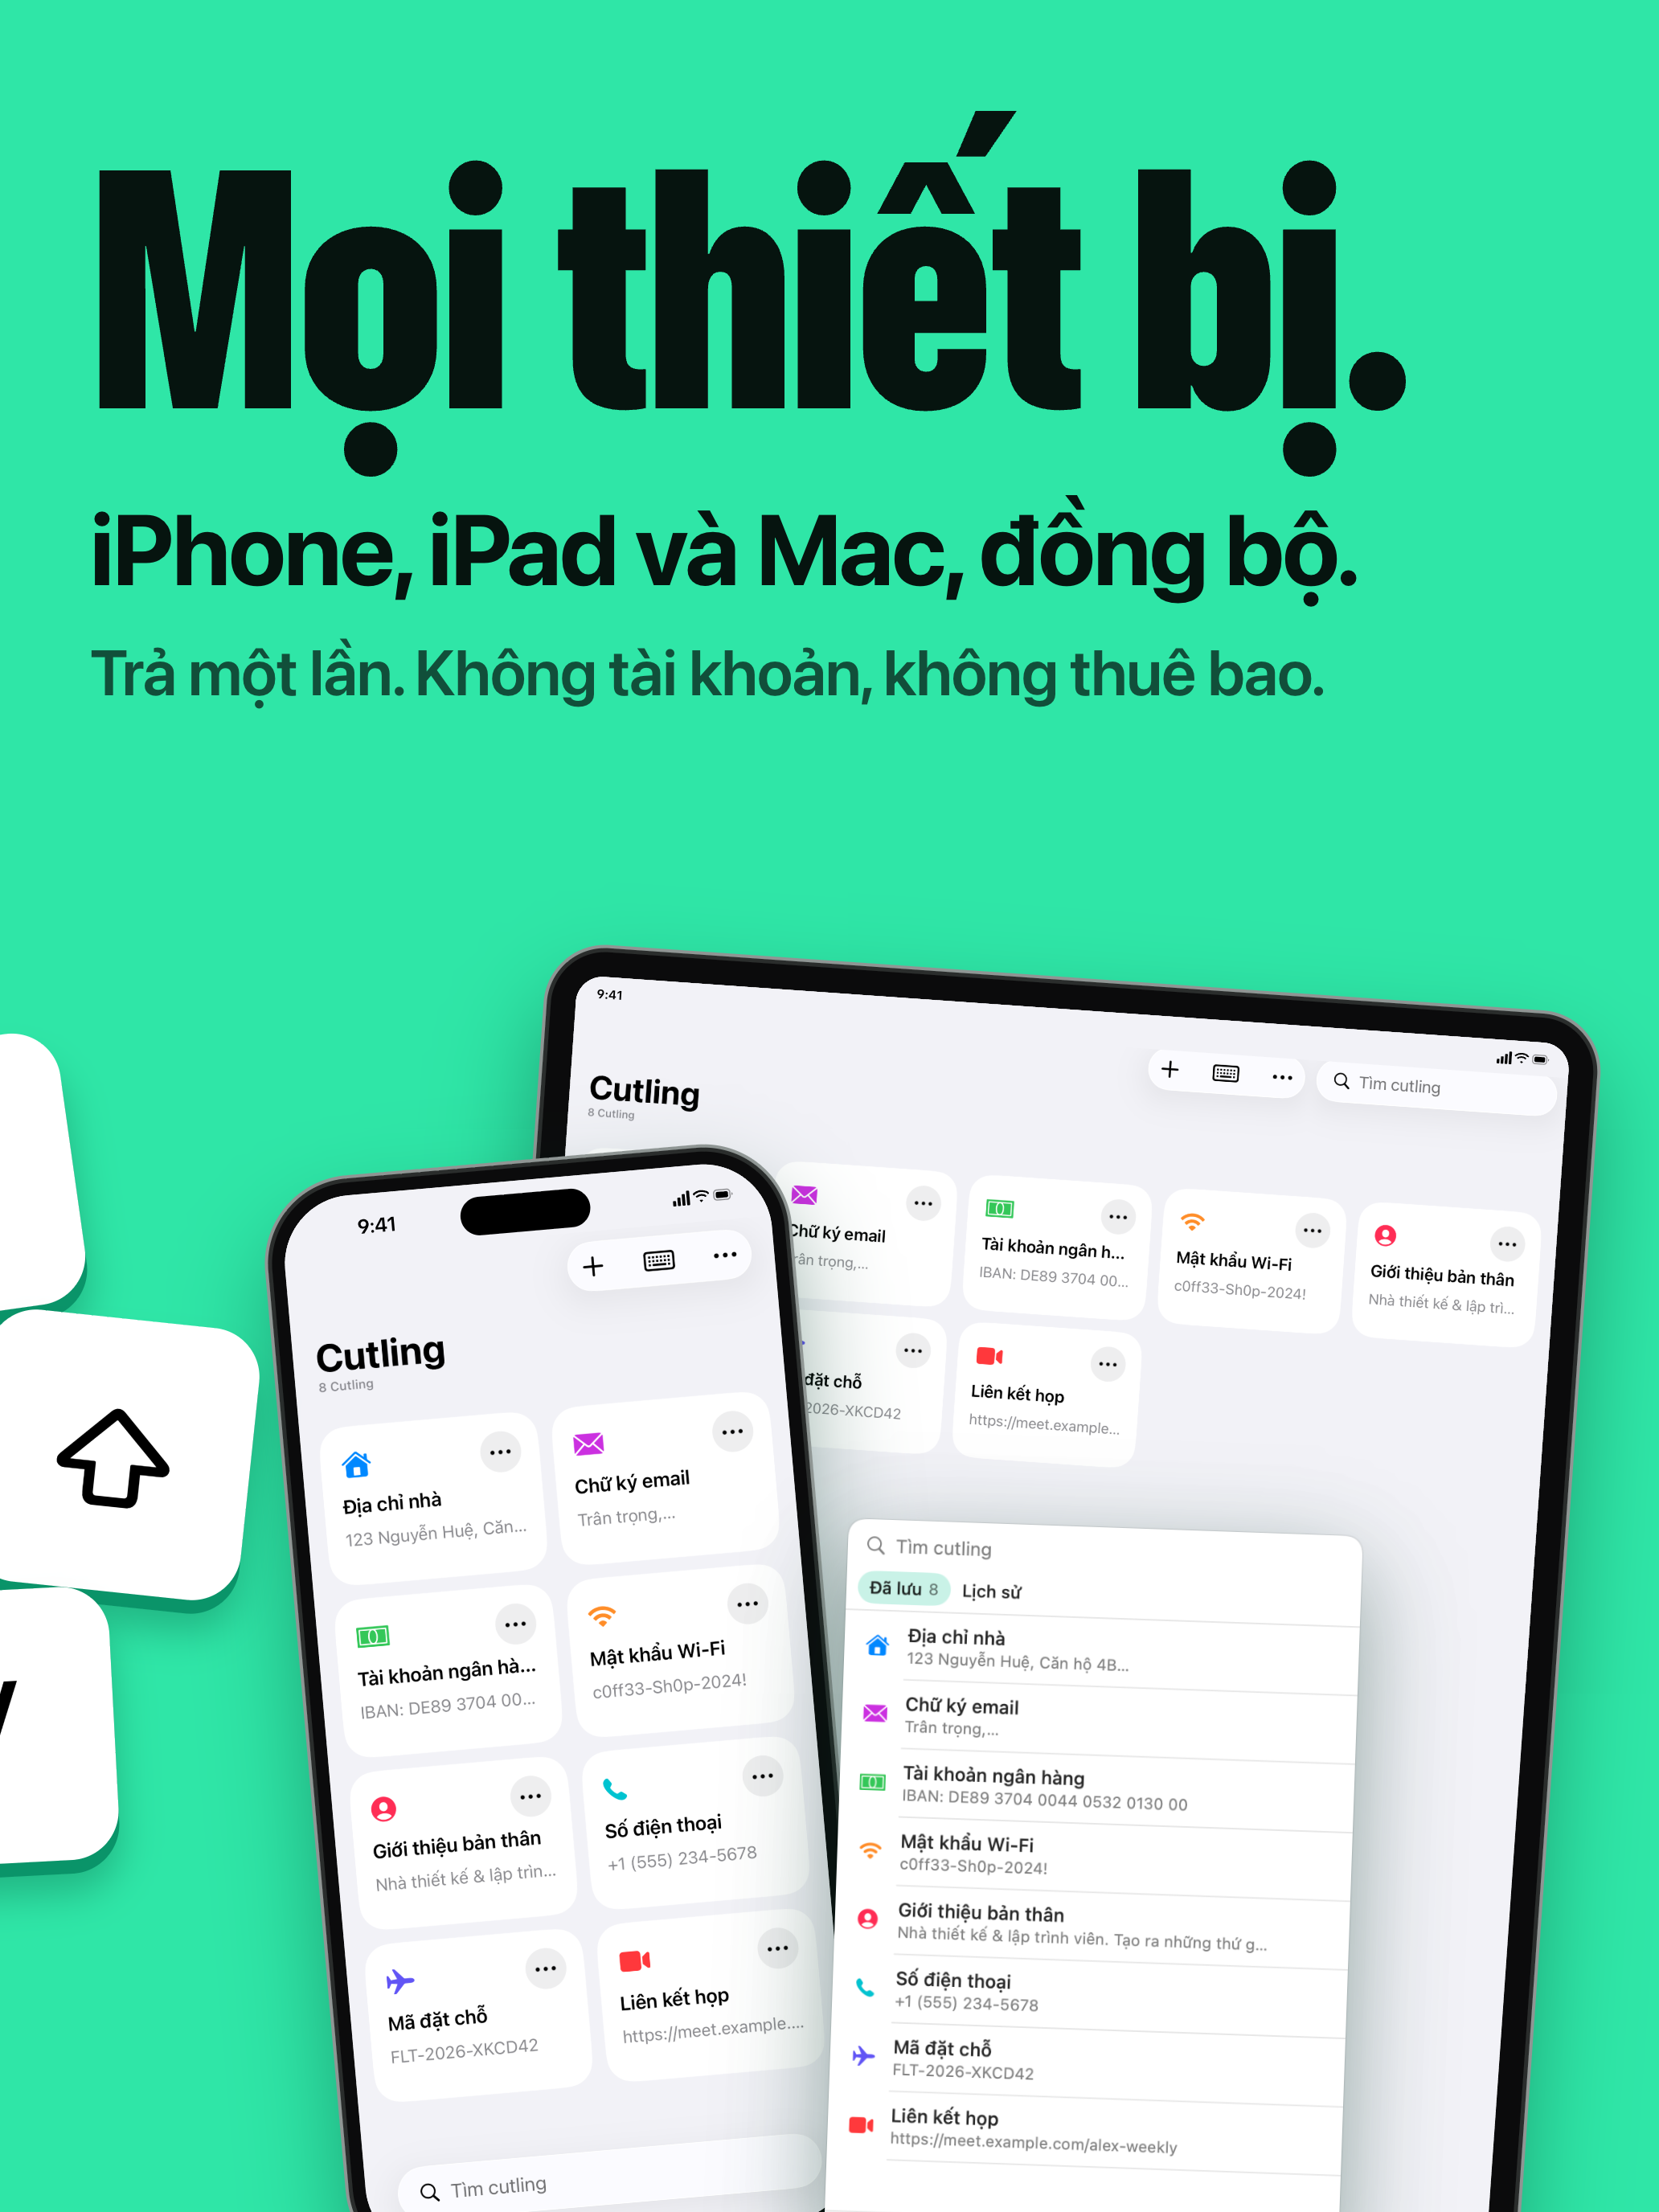 Mọi thiết bị.
iPhone, iPad và Mac, đồng bộ.
Trả một lần. Không tài khoản, không thuê bao.
9:41
Tìm cutling
Cutling
8 Cutling
Chữ ký email
Tài khoản ngân h...
IBAN: DE89 3704 00...
Mật khẩu Wi-Fi
c0ff33-Sh0p-2024!
Giới thiệu bản thân
Nhà thiết kế & lập trì...
trọng,...
đặt chỗ
2026-XKCD42
Liên kết họp
https://meet.example...
9:41
Cutling
8 Cutling
Địa chỉ nhà
123 Nguyễn Huệ, Căn...
Chữ ký email
Trân trọng,...
Tài khoản ngân hà...
IBAN: DE89 3704 00...
Mật khẩu Wi-Fi
c0ff33-Sh0p-2024!
Giới thiệu bản thân
Nhà thiết kế & lập trìn...
Số điện thoại
+1 (555) 234-5678
Mã đặt chỗ
FLT-2026-XKCD42
Liên kết họp
https://meet.example....
Tìm cutling
Tìm cutling
Đã lưu 8 Lịch sử
Địa chỉ nhà
123 Nguyễn Huệ, Căn hộ 4B...
Chữ ký email
Trân trọng,...
Tài khoản ngân hàng
IBAN: DE89 3704 0044 0532 0130 00
Mật khẩu Wi-Fi
c0ff33-Sh0p-2024!
Giới thiệu bản thân
Nhà thiết kế & lập trình viên. Tạo ra những thứ g...
Số điện thoại
+1 (555) 234-5678
Mã đặt chỗ
FLT-2026-XKCD42
Liên kết họp
https://meet.example.com/alex-weekly